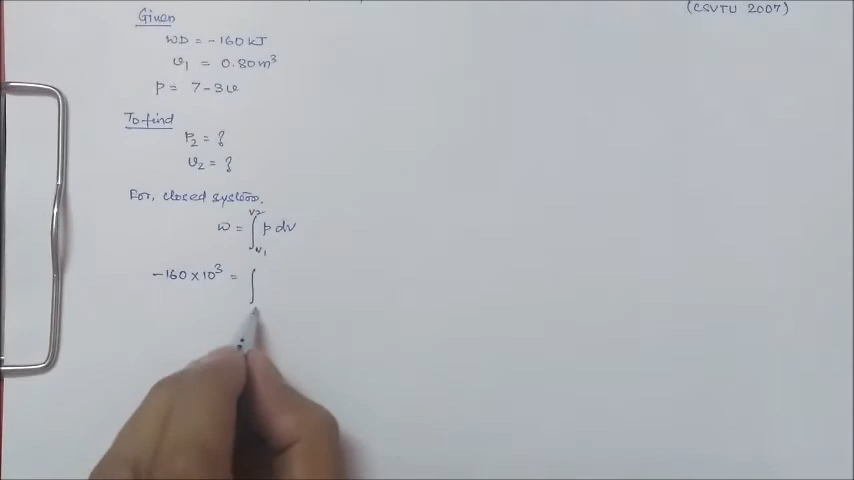 (CSVTU 2007)
Given
WD = -160 kJ
v₁ = 0.80 m³
P = 7-3v
To find
P₂ = ?
v₂ = ?
For, closed system.
W = ∫ᵥ₁ⱽ² p dv
-160 × 10³ = ∫